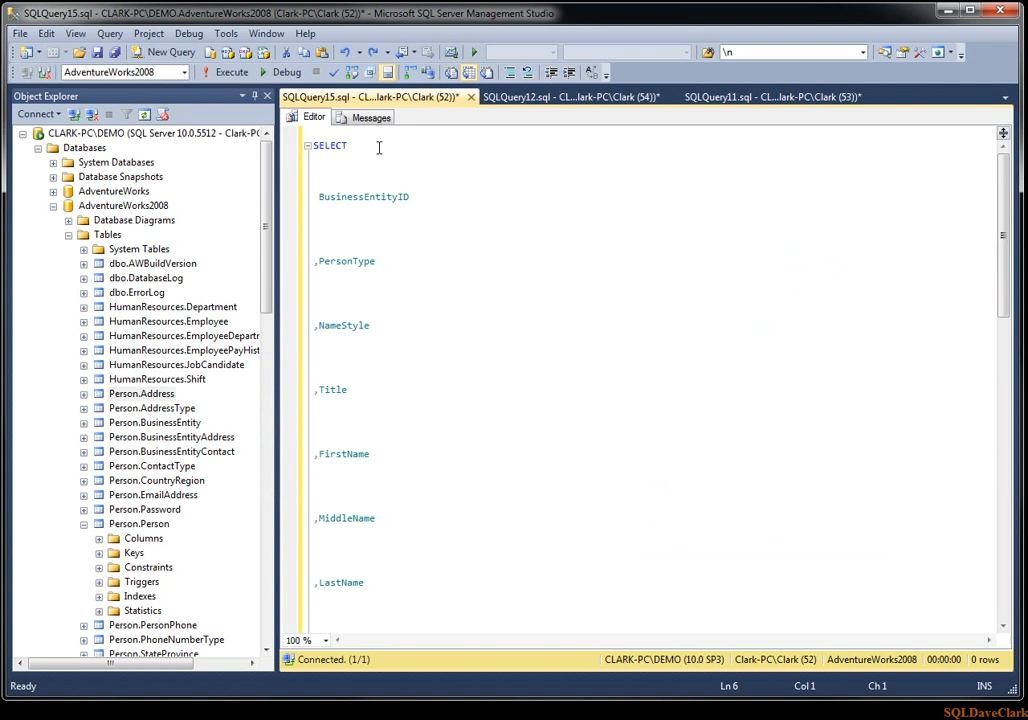 SQLQuery15.sql - CLARK-PC\DEMO.AdventureWorks2008 (Clark-PC\Clark (52))* - Microsoft SQL Server Management Studio
File Edit View Query Project Debug Tools Window Help
New Query \n
AdventureWorks2008 Execute Debug
Object Explorer
SQLQuery15.sql - CL...lark-PC\Clark (52))* SQLQuery12.sql - CL...lark-PC\Clark (54))* SQLQuery11.sql - CL...lark-PC\Clark (53))*
Connect
Editor Messages
CLARK-PC\DEMO (SQL Server 10.0.5512 - Clark-PC
Databases
System Databases
Database Snapshots
AdventureWorks
AdventureWorks2008
Database Diagrams
Tables
System Tables
dbo.AWBuildVersion
dbo.DatabaseLog
dbo.ErrorLog
HumanResources.Department
HumanResources.Employee
HumanResources.EmployeeDepartr
HumanResources.EmployeePayHist
HumanResources.JobCandidate
HumanResources.Shift
Person.Address
Person.AddressType
Person.BusinessEntity
Person.BusinessEntityAddress
Person.BusinessEntityContact
Person.ContactType
Person.CountryRegion
Person.EmailAddress
Person.Password
Person.Person
Columns
Keys
Constraints
Triggers
Indexes
Statistics
Person.PersonPhone
Person.PhoneNumberType
Person.StateProvince
SELECT
BusinessEntityID
,PersonType
,NameStyle
,Title
,FirstName
,MiddleName
,LastName
100 %
Connected. (1/1) CLARK-PC\DEMO (10.0 SP3) Clark-PC\Clark (52) AdventureWorks2008 00:00:00 0 rows
Ready Ln 6 Col 1 Ch 1 INS
SQLDaveClark